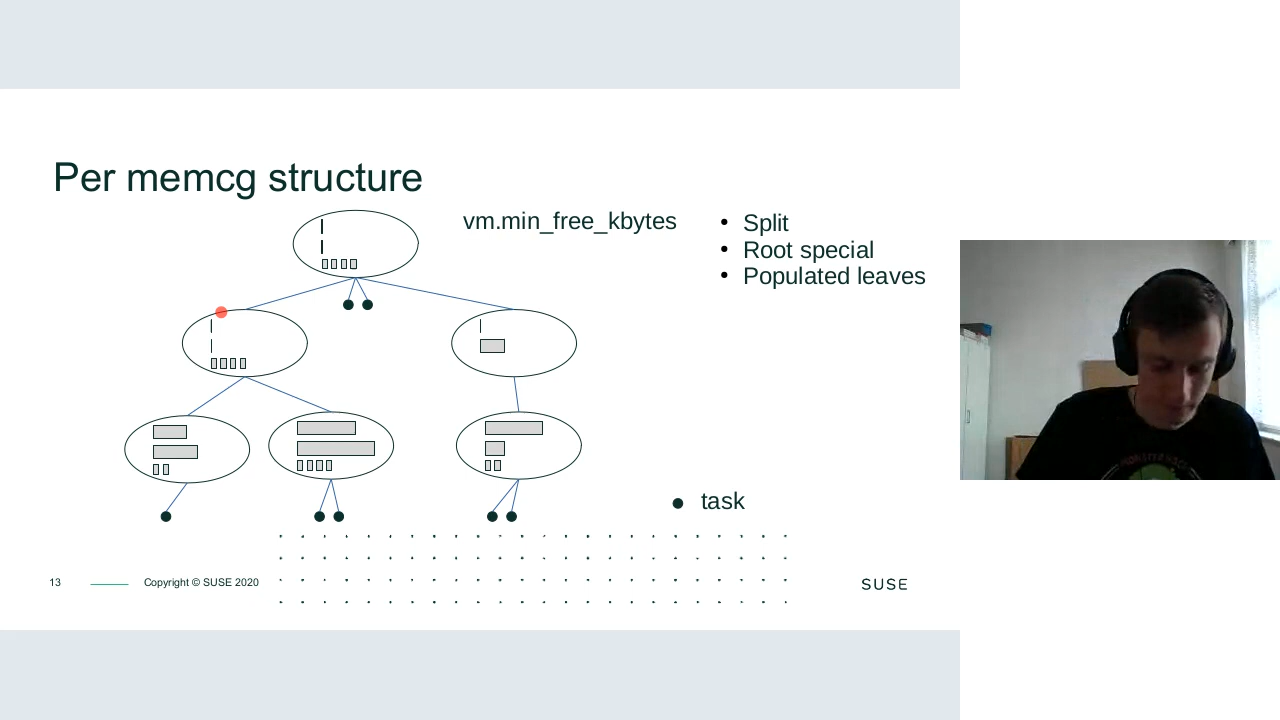 Per memcg structure
vm.min_free_kbytes
• Split
• Root special
• Populated leaves
task
13
Copyright © SUSE 2020
SUSE